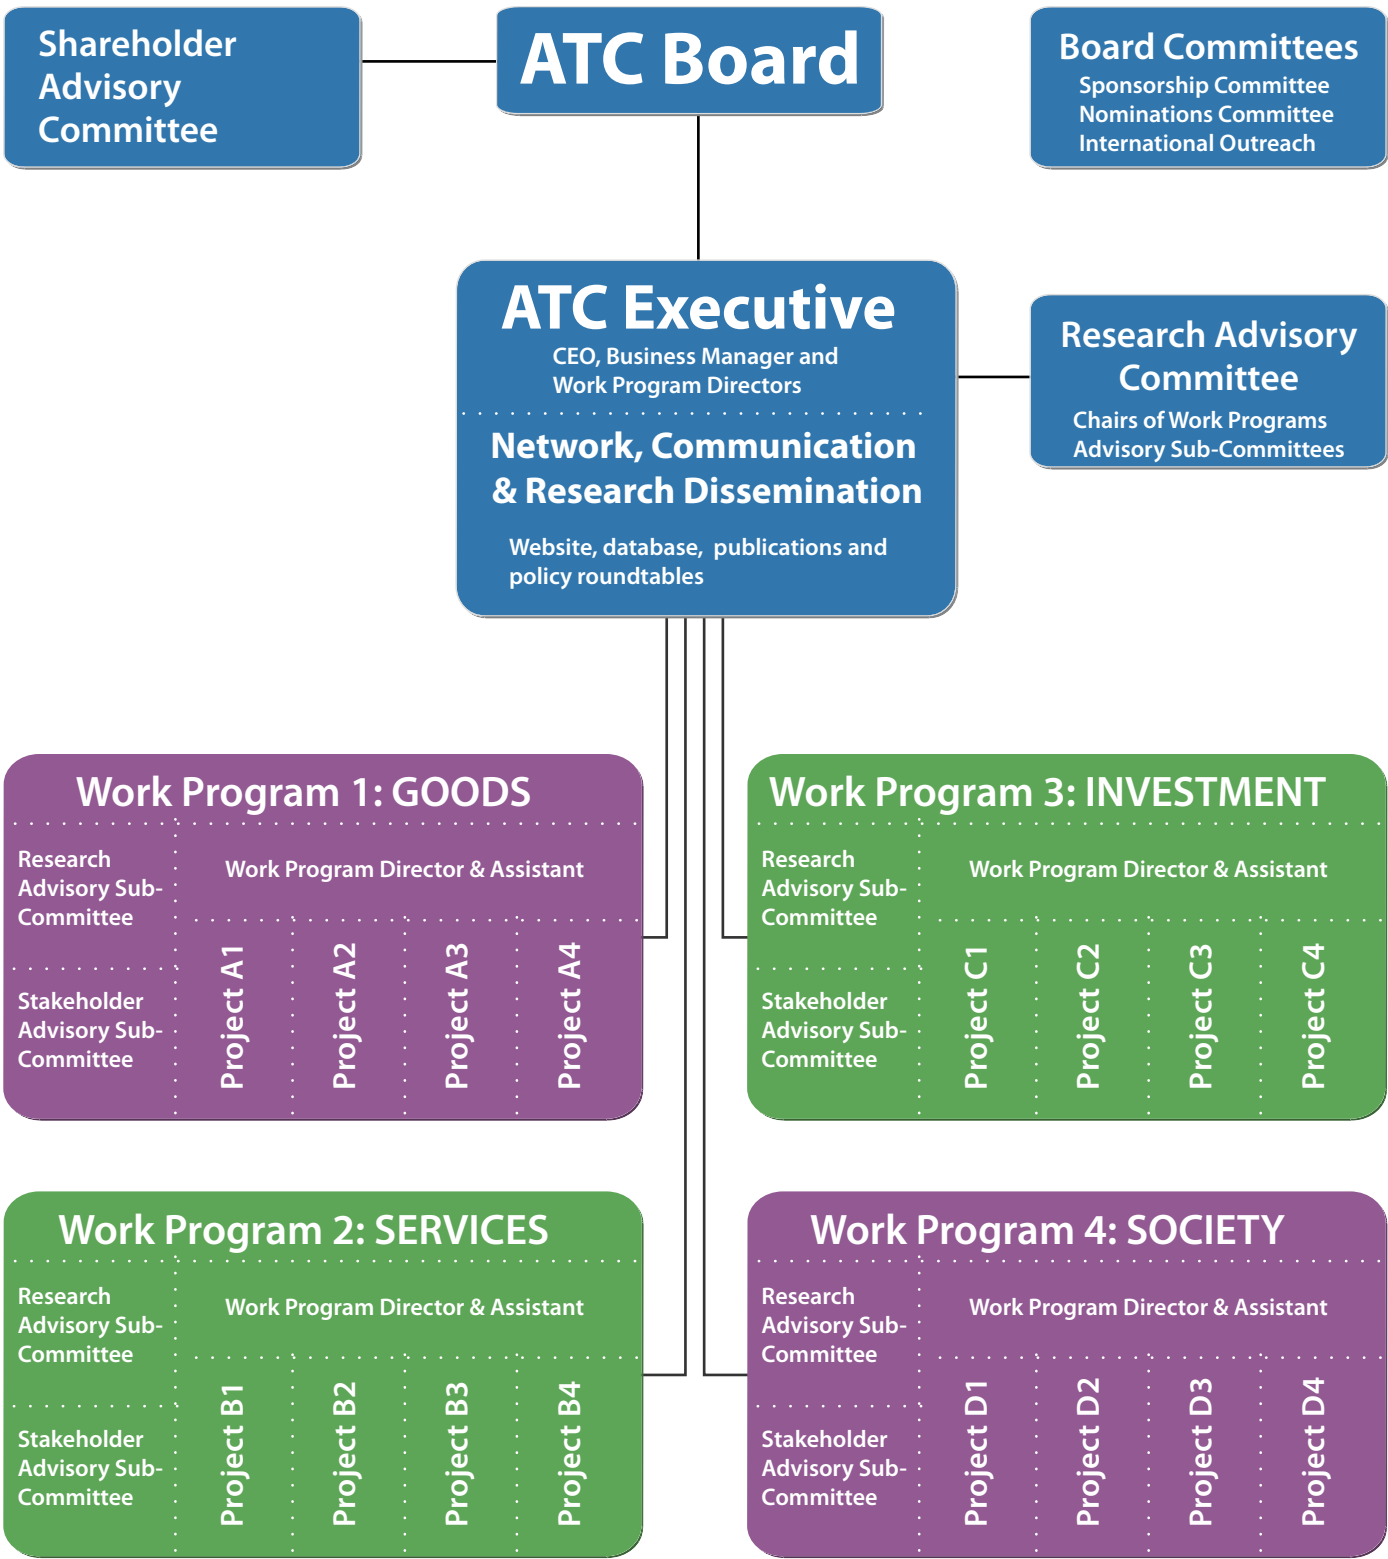 Shareholder
Advisory
Committee
ATC Board
Board Committees
Sponsorship Committee
Nominations Committee
International Outreach
ATC Executive
CEO, Business Manager and
Work Program Directors
Network, Communication
& Research Dissemination
Website, database, publications and
policy roundtables
Research Advisory
Committee
Chairs of Work Programs
Advisory Sub-Committees
Work Program 1: GOODS
Research
Advisory Sub-
Committee
Stakeholder
Advisory Sub-
Committee
Work Program Director & Assistant
Project A1
Project A2
Project A3
Project A4
Work Program 3: INVESTMENT
Research
Advisory Sub-
Committee
Stakeholder
Advisory Sub-
Committee
Work Program Director & Assistant
Project C1
Project C2
Project C3
Project C4
Work Program 2: SERVICES
Research
Advisory Sub-
Committee
Stakeholder
Advisory Sub-
Committee
Work Program Director & Assistant
Project B1
Project B2
Project B3
Project B4
Work Program 4: SOCIETY
Research
Advisory Sub-
Committee
Stakeholder
Advisory Sub-
Committee
Work Program Director & Assistant
Project D1
Project D2
Project D3
Project D4